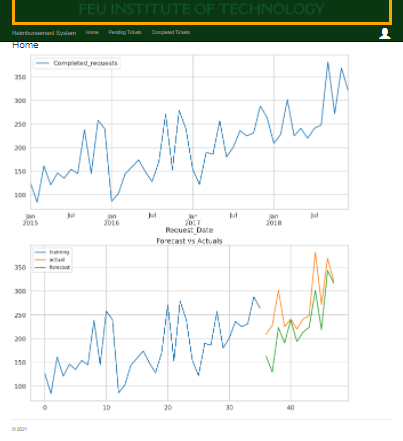 FEU INSTITUTE OF TECHNOLOGY
Reimbursement System Home Pending Tickets Completed Tickets
Home
Completed_requests
350
300
250
200
150
100
Jan Jul Jan Jul Jan Jul Jan Jul
2015 2016 2017 2018
Request_Date
Forecast vs Actuals
training
actual
forecast
350
300
250
200
150
100
0 10 20 30 40
© 2021